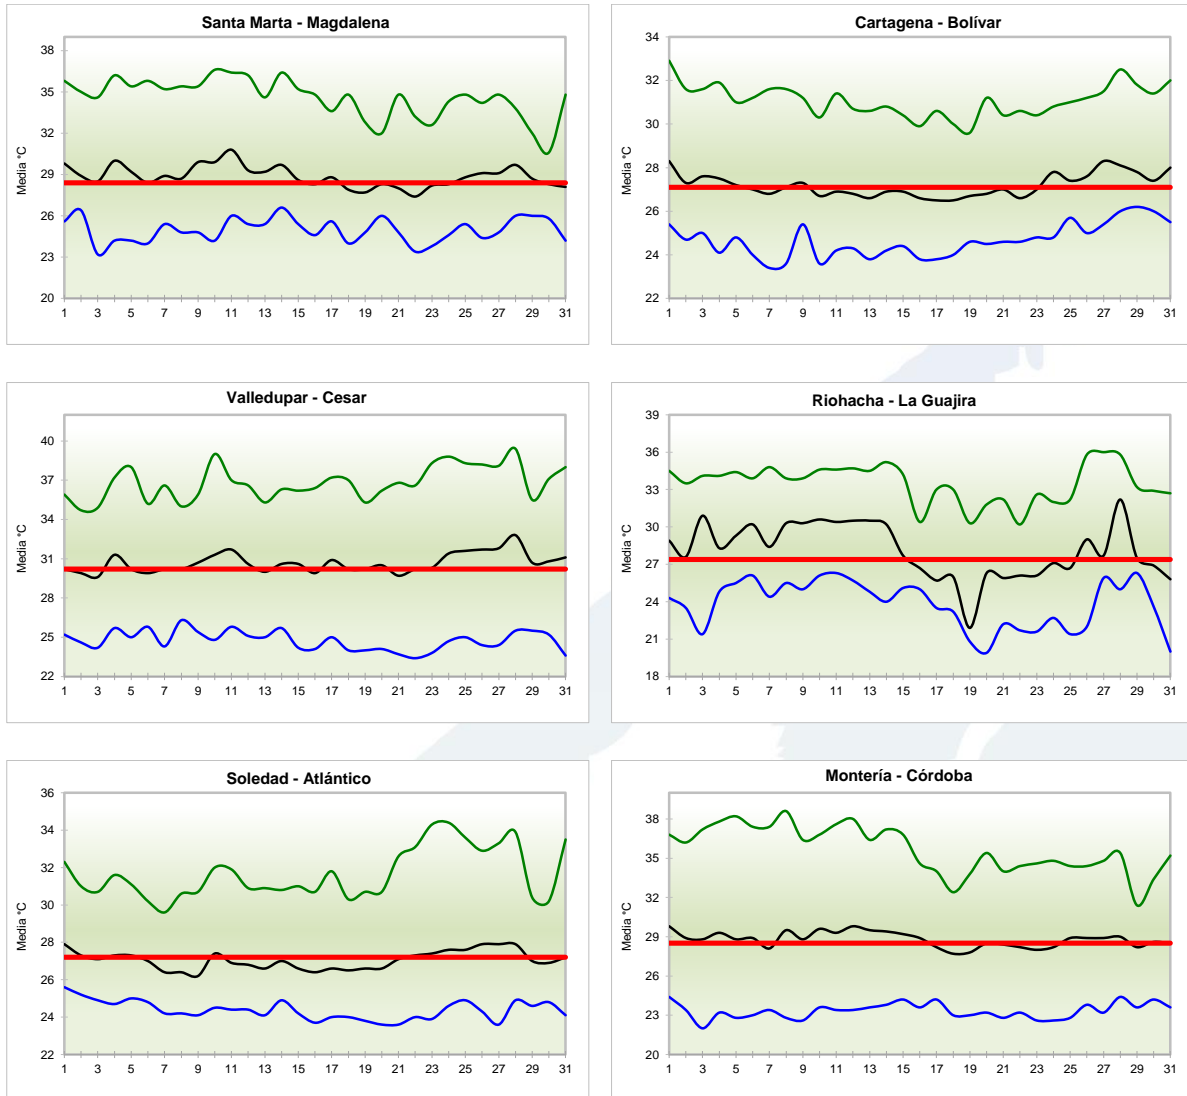 Santa Marta - Magdalena
38
35
32
29
26
23
20
Media °C
1 3 5 7 9 11 13 15 17 19 21 23 25 27 29 31
Cartagena - Bolívar
34
32
30
28
26
24
22
Media °C
1 3 5 7 9 11 13 15 17 19 21 23 25 27 29 31
Valledupar - Cesar
40
37
34
31
28
25
22
Media °C
1 3 5 7 9 11 13 15 17 19 21 23 25 27 29 31
Riohacha - La Guajira
39
36
33
30
27
24
21
18
Media °C
1 3 5 7 9 11 13 15 17 19 21 23 25 27 29 31
Soledad - Atlántico
36
34
32
30
28
26
24
22
Media °C
1 3 5 7 9 11 13 15 17 19 21 23 25 27 29 31
Montería - Córdoba
38
35
32
29
26
23
20
Media °C
1 3 5 7 9 11 13 15 17 19 21 23 25 27 29 31